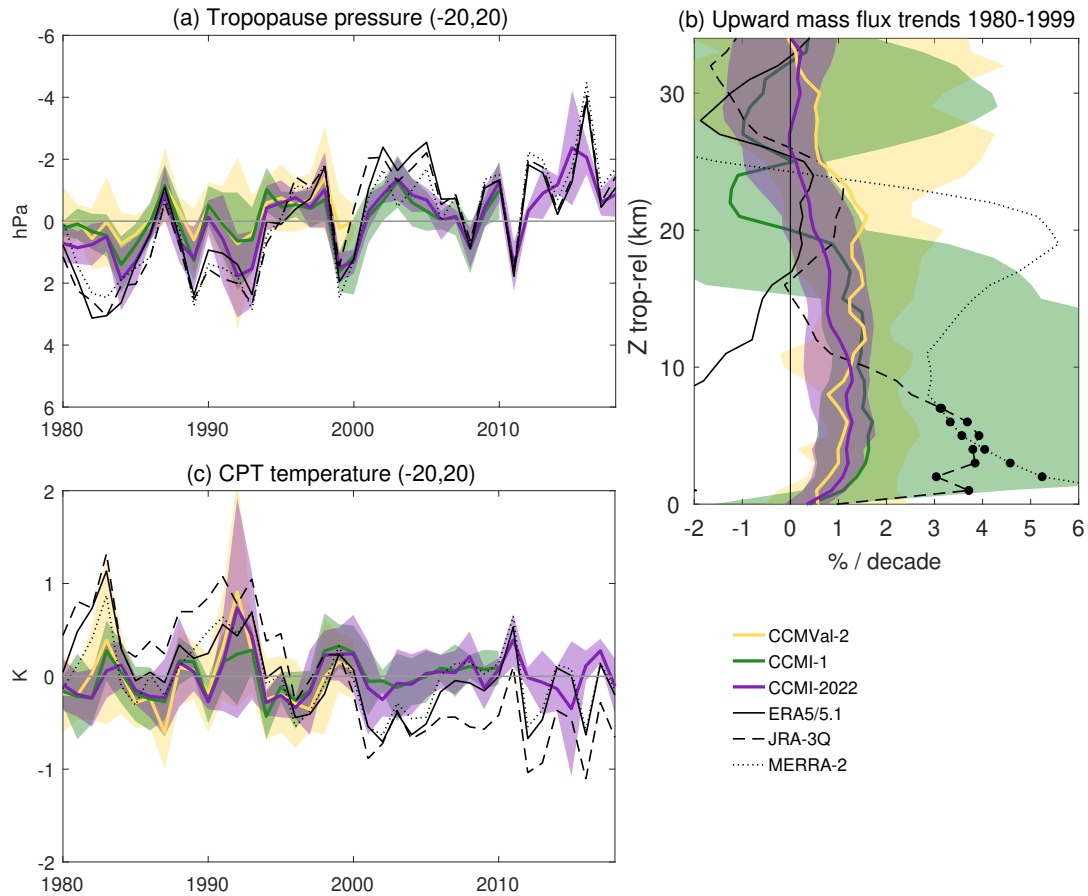 (a) Tropopause pressure (-20,20)
-6
-4
-2
0
2
4
6
hPa
1980
1990
2000
2010
(b) Upward mass flux trends 1980-1999
30
20
10
0
Z trop-rel (km)
-2
-1
0
1
2
3
4
5
6
% / decade
(c) CPT temperature (-20,20)
2
1
0
-1
-2
K
1980
1990
2000
2010
CCMVal-2
CCMI-1
CCMI-2022
ERA5/5.1
JRA-3Q
MERRA-2